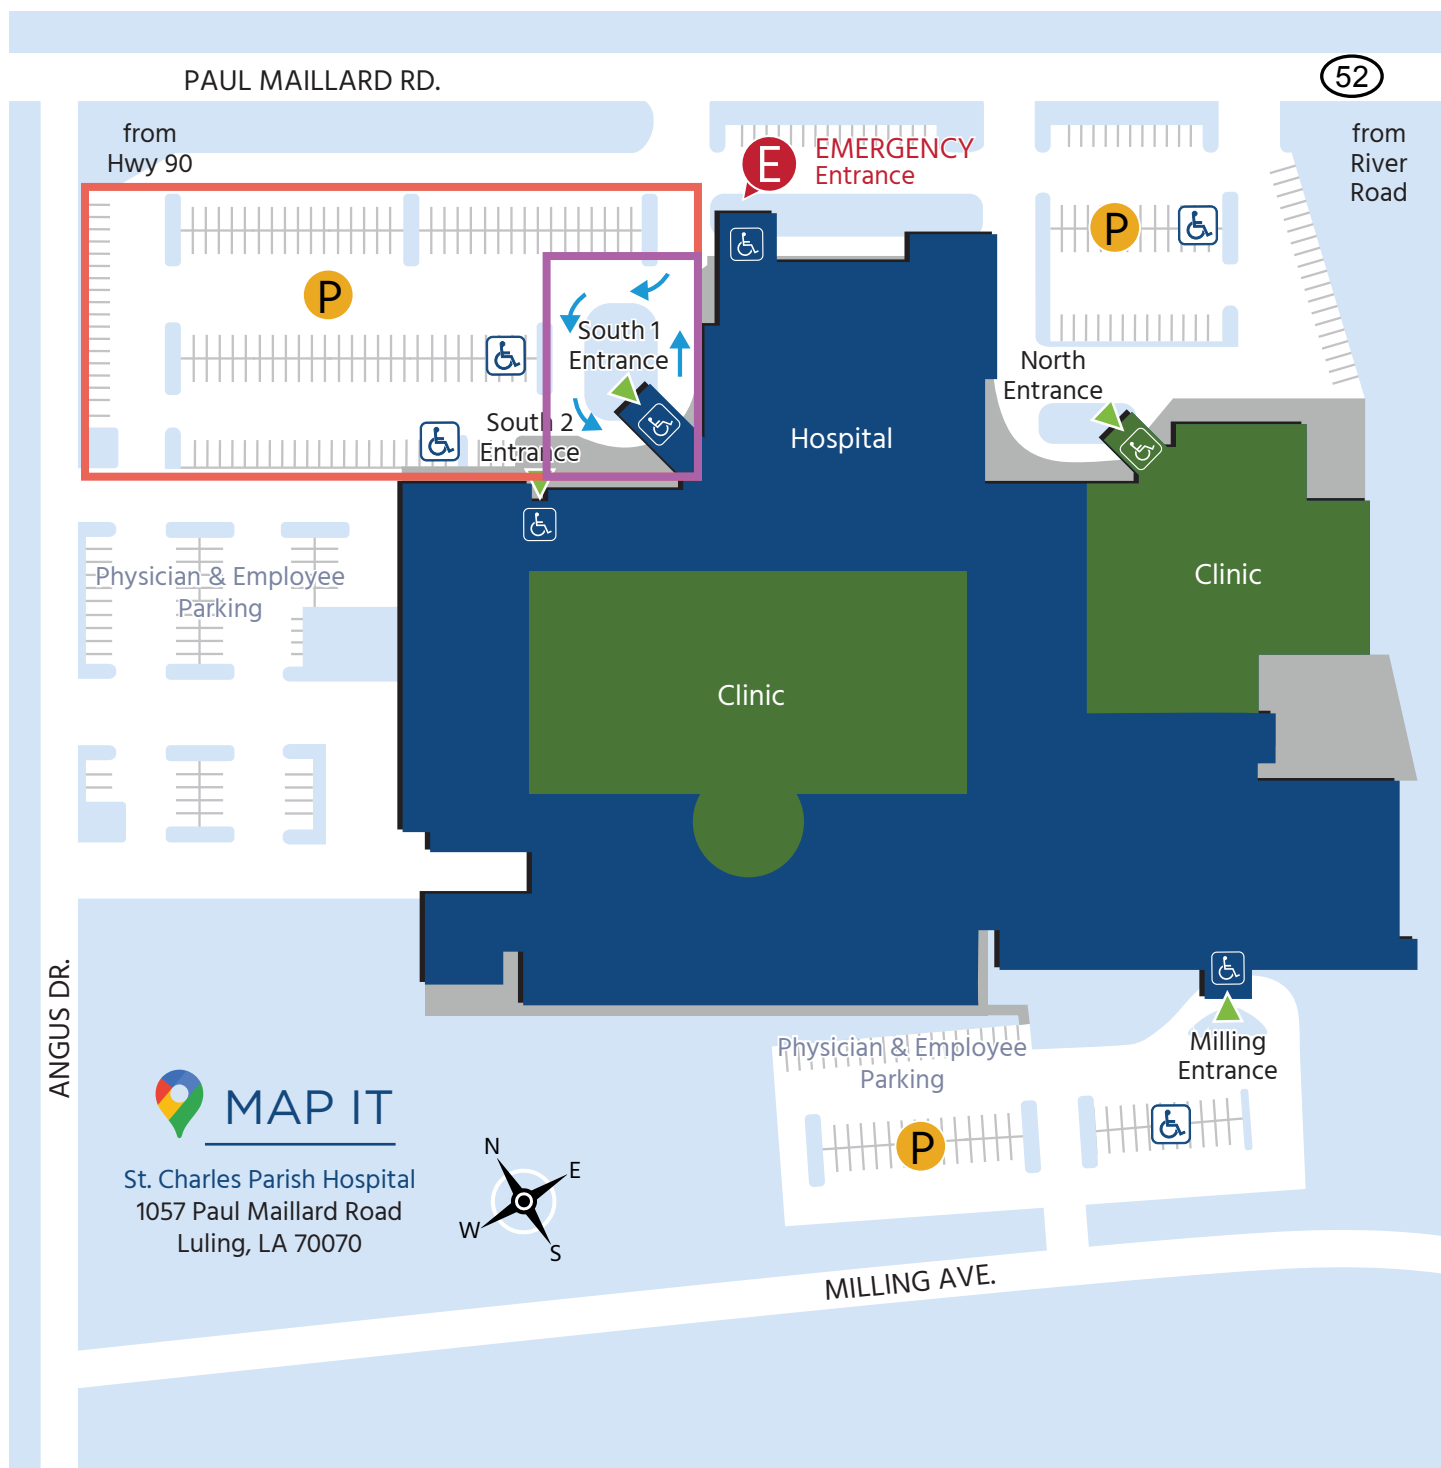 PAUL MAILLARD RD.
52
from
Hwy 90
from
River
Road
E
EMERGENCY
Entrance
P
P
South 1
Entrance
North
Entrance
South 2
Entrance
Hospital
Physician & Employee
Parking
Clinic
Clinic
ANGUS DR.
Milling
Entrance
Physician & Employee
Parking
P
MAP IT
St. Charles Parish Hospital
1057 Paul Maillard Road
Luling, LA 70070
N
E
W
S
MILLING AVE.